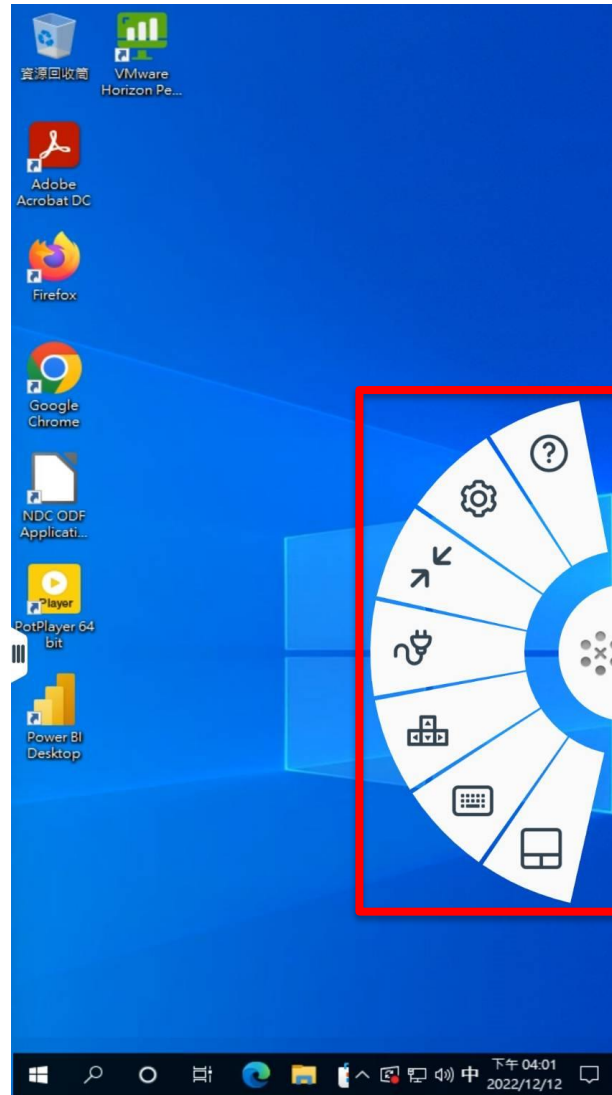 資源回收筒
VMware
Horizon Pe...
Adobe
Acrobat DC
Firefox
Google
Chrome
NDC ODF
Applicati...
Player
PotPlayer 64
bit
Power BI
Desktop
?
中
下午 04:01
2022/12/12